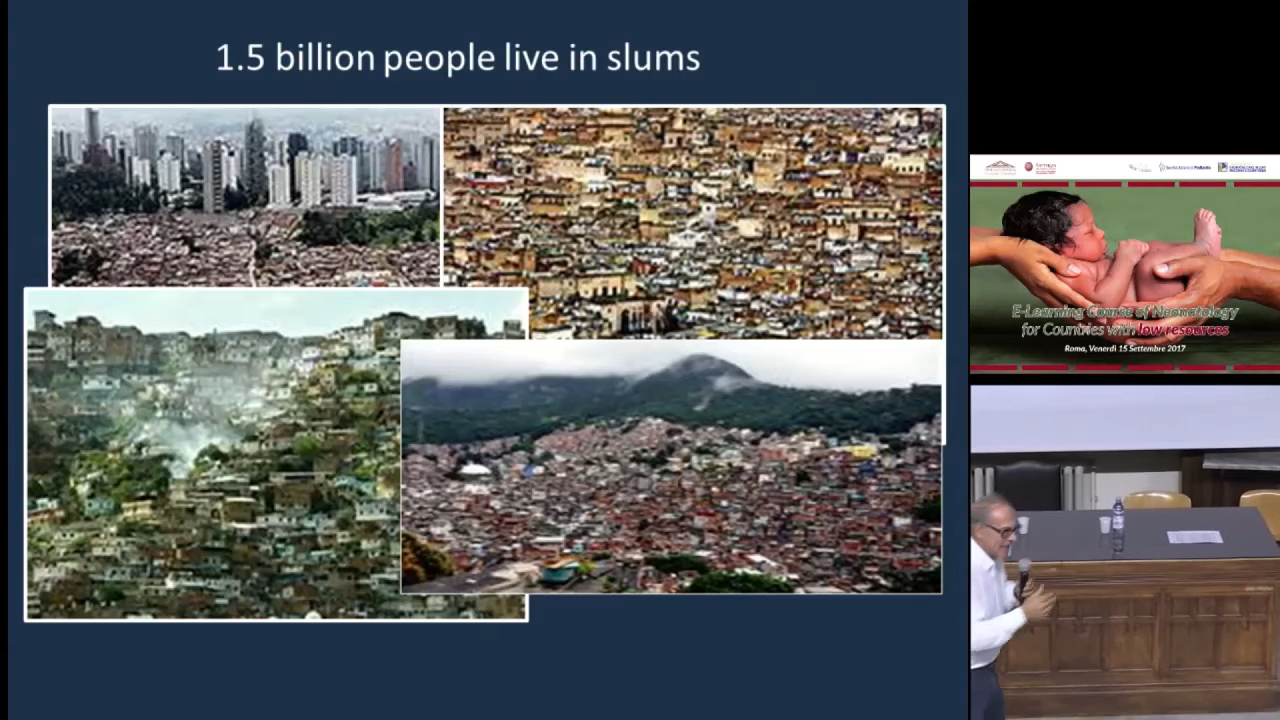 1.5 billion people live in slums
E-Learning Course of Neonatology
for Countries with low resources
Roma, Venerdì 15 Settembre 2017